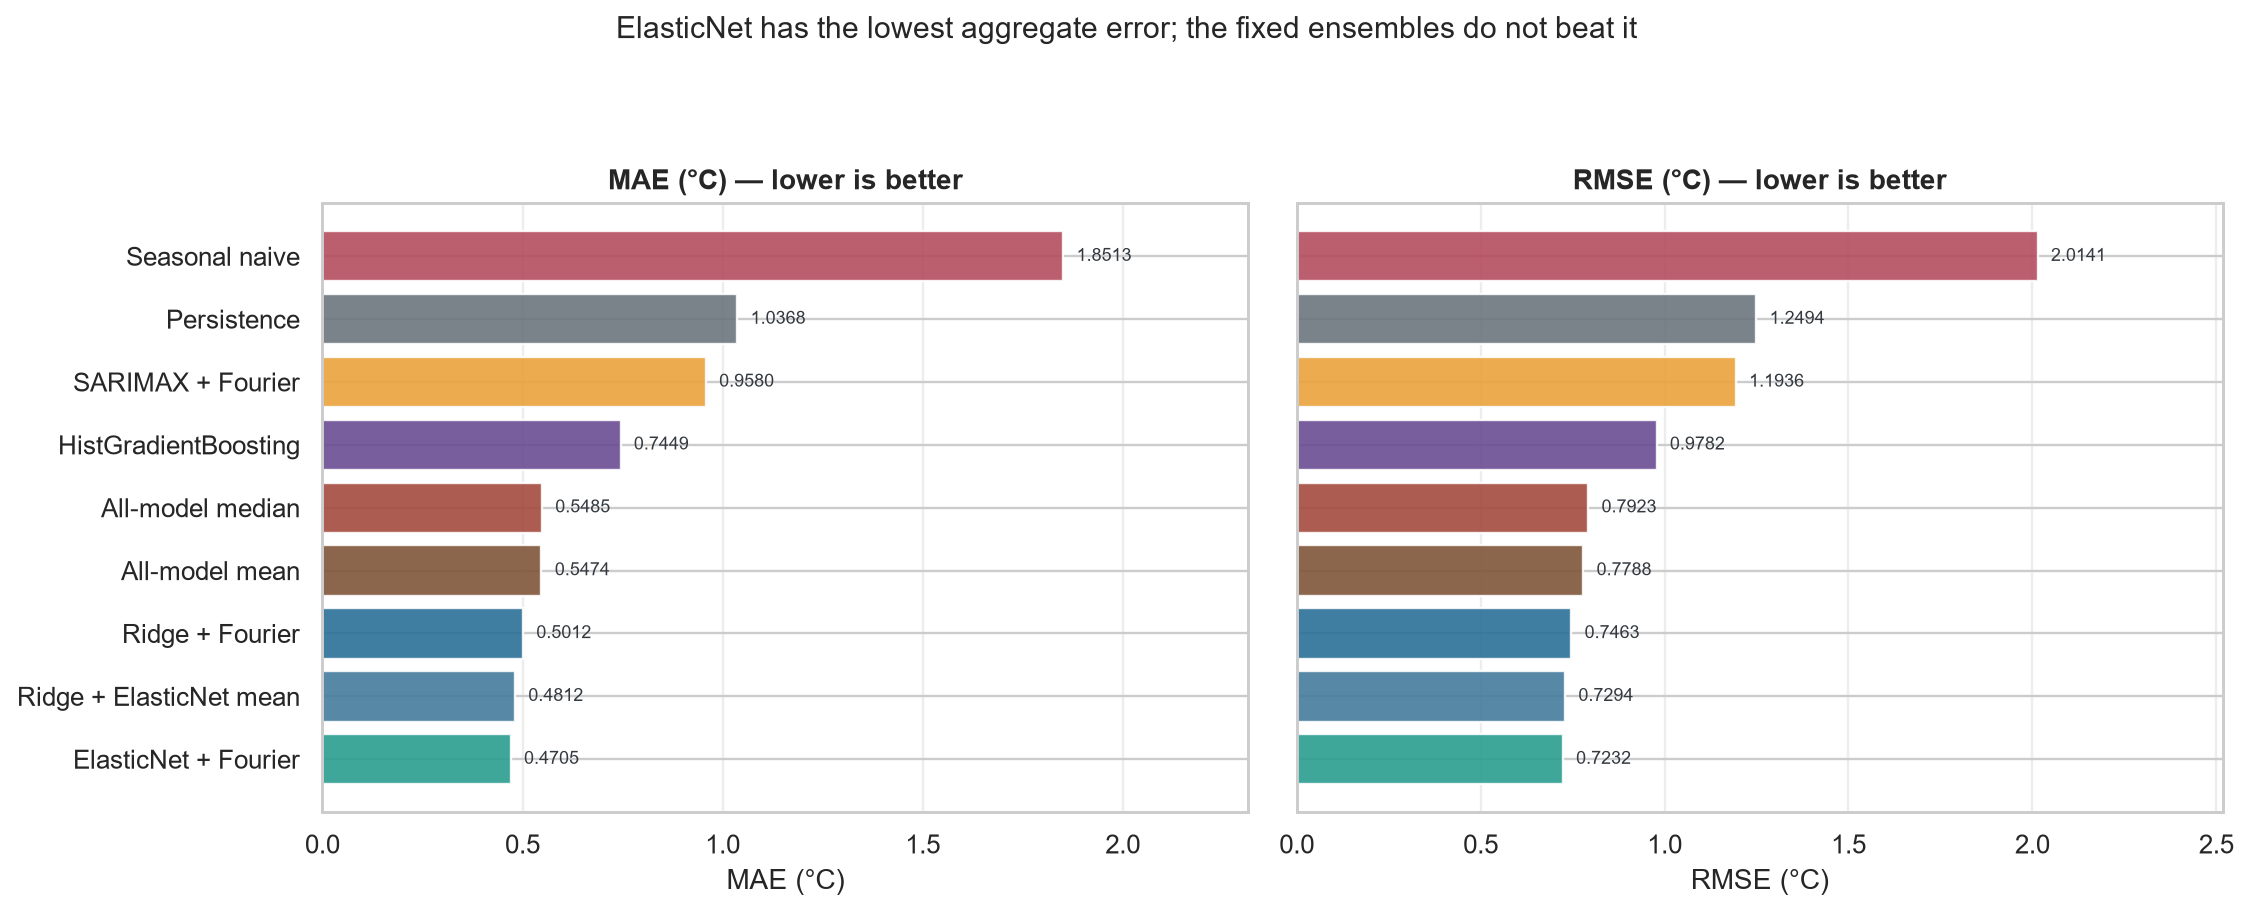 ElasticNet has the lowest aggregate error; the fixed ensembles do not beat it
MAE (°C) — lower is better
Seasonal naive 1.8513
Persistence 1.0368
SARIMAX + Fourier 0.9580
HistGradientBoosting 0.7449
All-model median 0.5485
All-model mean 0.5474
Ridge + Fourier 0.5012
Ridge + ElasticNet mean 0.4812
ElasticNet + Fourier 0.4705
0.0 0.5 1.0 1.5 2.0
MAE (°C)
RMSE (°C) — lower is better
2.0141
1.2494
1.1936
0.9782
0.7923
0.7788
0.7463
0.7294
0.7232
0.0 0.5 1.0 1.5 2.0 2.5
RMSE (°C)